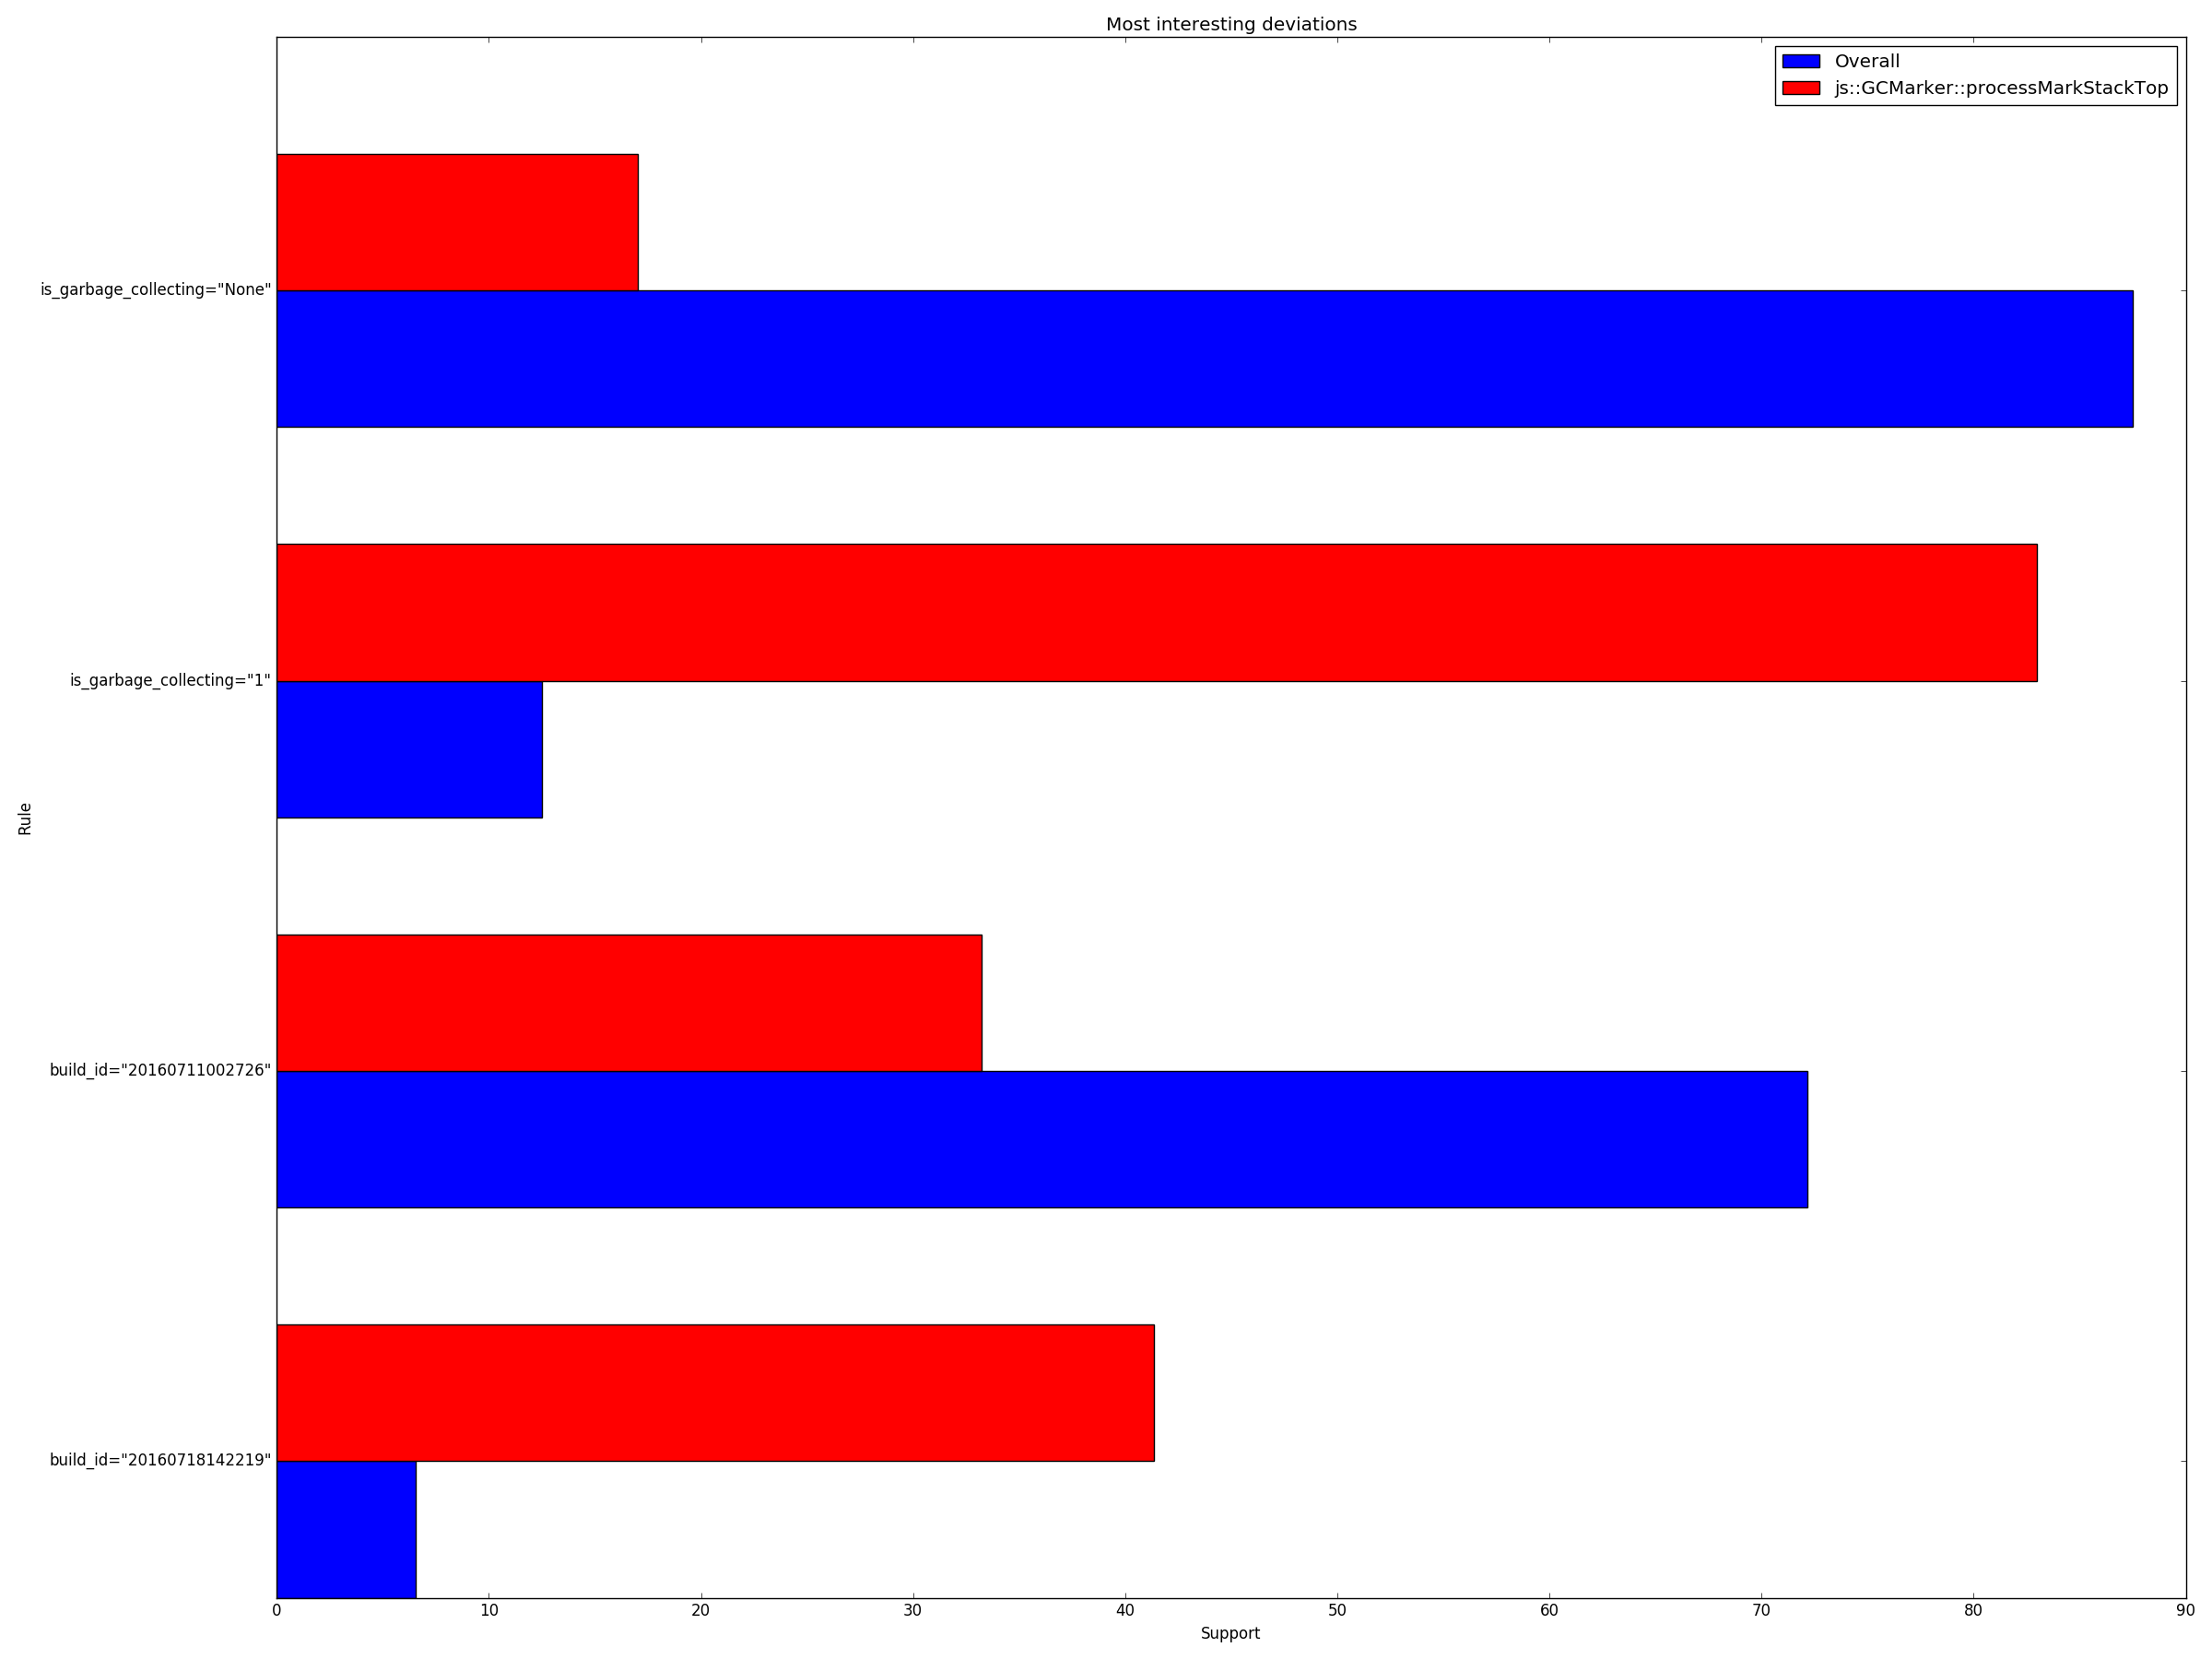 Most interesting deviations
Overall
js::GCMarker::processMarkStackTop
is_garbage_collecting="None"
is_garbage_collecting="1"
Rule
build_id="20160711002726"
build_id="20160718142219"
0 10 20 30 40 50 60 70 80 90
Support